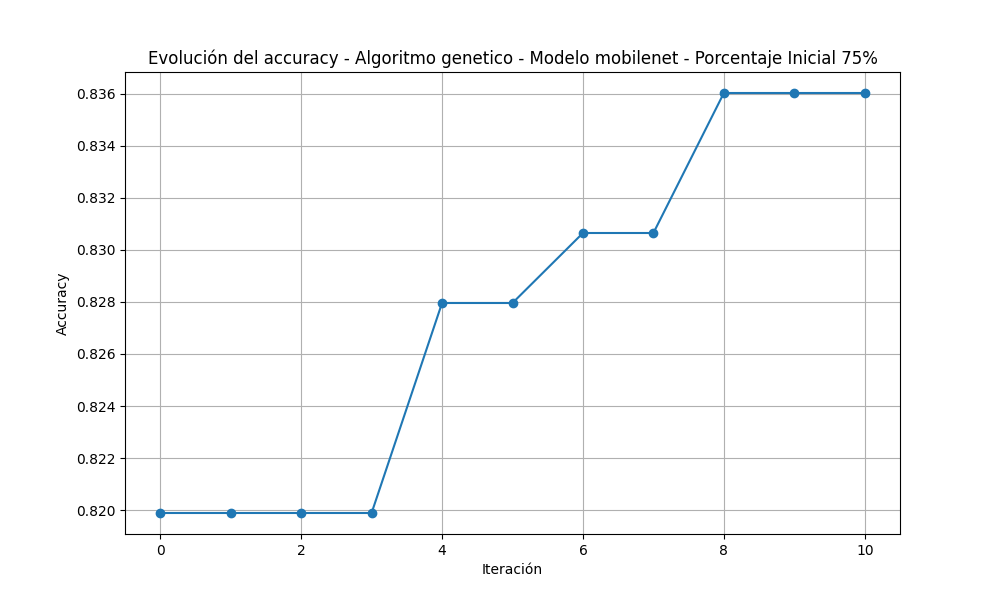 Evolución del accuracy - Algoritmo genetico - Modelo mobilenet - Porcentaje Inicial 75%
0.836
0.834
0.832
0.830
0.828
0.826
0.824
0.822
0.820
Accuracy
0 2 4 6 8 10
Iteración